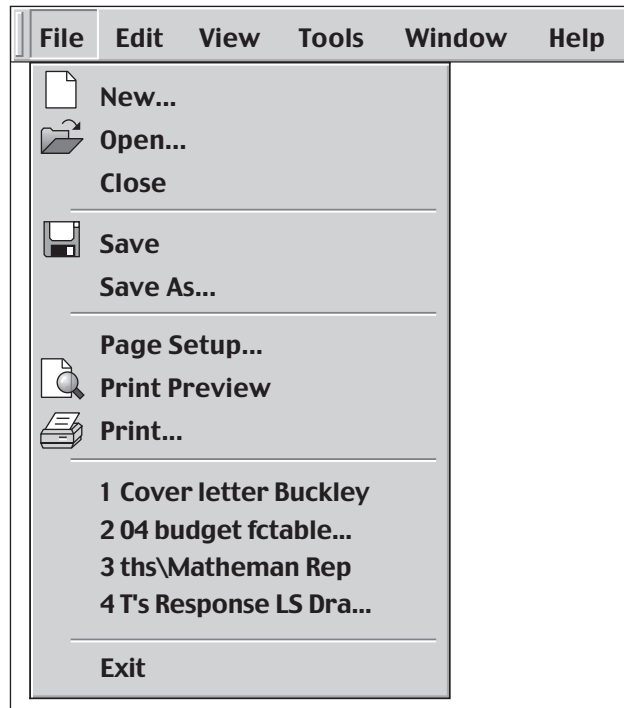 File Edit View Tools Window Help
New...
Open...
Close
Save
Save As...
Page Setup...
Print Preview
Print...
1 Cover letter Buckley
2 04 budget fctable...
3 ths\Matheman Rep
4 T's Response LS Dra...
Exit